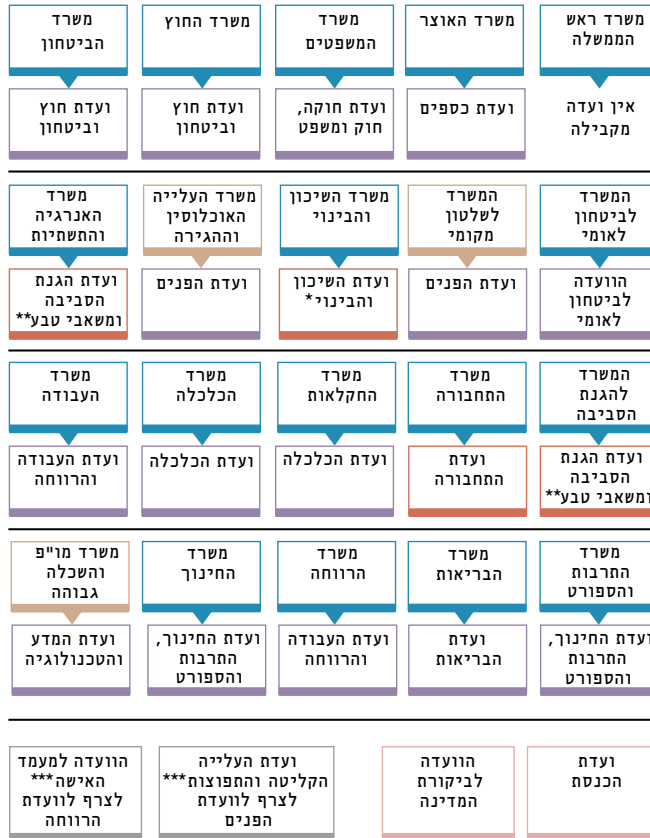 משרד ראש
הממשלה
משרד האוצר
משרד
המשפטים
משרד החוץ
משרד
הביטחון
אין ועדה
מקבילה
ועדת כספים
ועדת חוקה,
חוק ומשפט
ועדת חוץ
וביטחון
ועדת חוץ
וביטחון
המשרד
לביטחון
לאומי
המשרד
לשלטון
מקומי
משרד השיכון
והבינוי
משרד העלייה
האוכלוסין
וההגירה
משרד
האנרגיה
והתשתיות
הוועדה
לביטחון
לאומי
ועדת הפנים
ועדת השיכון
והבינוי*
ועדת הפנים
ועדת הגנת
הסביבה
ומשאבי טבע**
המשרד
להגנת
הסביבה
משרד
התחבורה
משרד
החקלאות
משרד
הכלכלה
משרד
העבודה
ועדת הגנת
הסביבה
ומשאבי טבע**
ועדת
התחבורה
ועדת הכלכלה
ועדת הכלכלה
ועדת העבודה
והרווחה
משרד
התרבות
והספורט
משרד
הבריאות
משרד
הרווחה
משרד
החינוך
משרד מו"פ
והשכלה
גבוהה
ועדת החינוך,
התרבות
והספורט
ועדת
הבריאות
ועדת העבודה
והרווחה
ועדת החינוך,
התרבות
והספורט
ועדת המדע
והטכנולוגיה
ועדת
הכנסת
הוועדה
לביקורת
המדינה
ועדת העלייה
הקליטה והתפוצות***
לצרף לוועדת
הפנים
הוועדה למעמד
האישה***
לצרף לוועדת
הרווחה